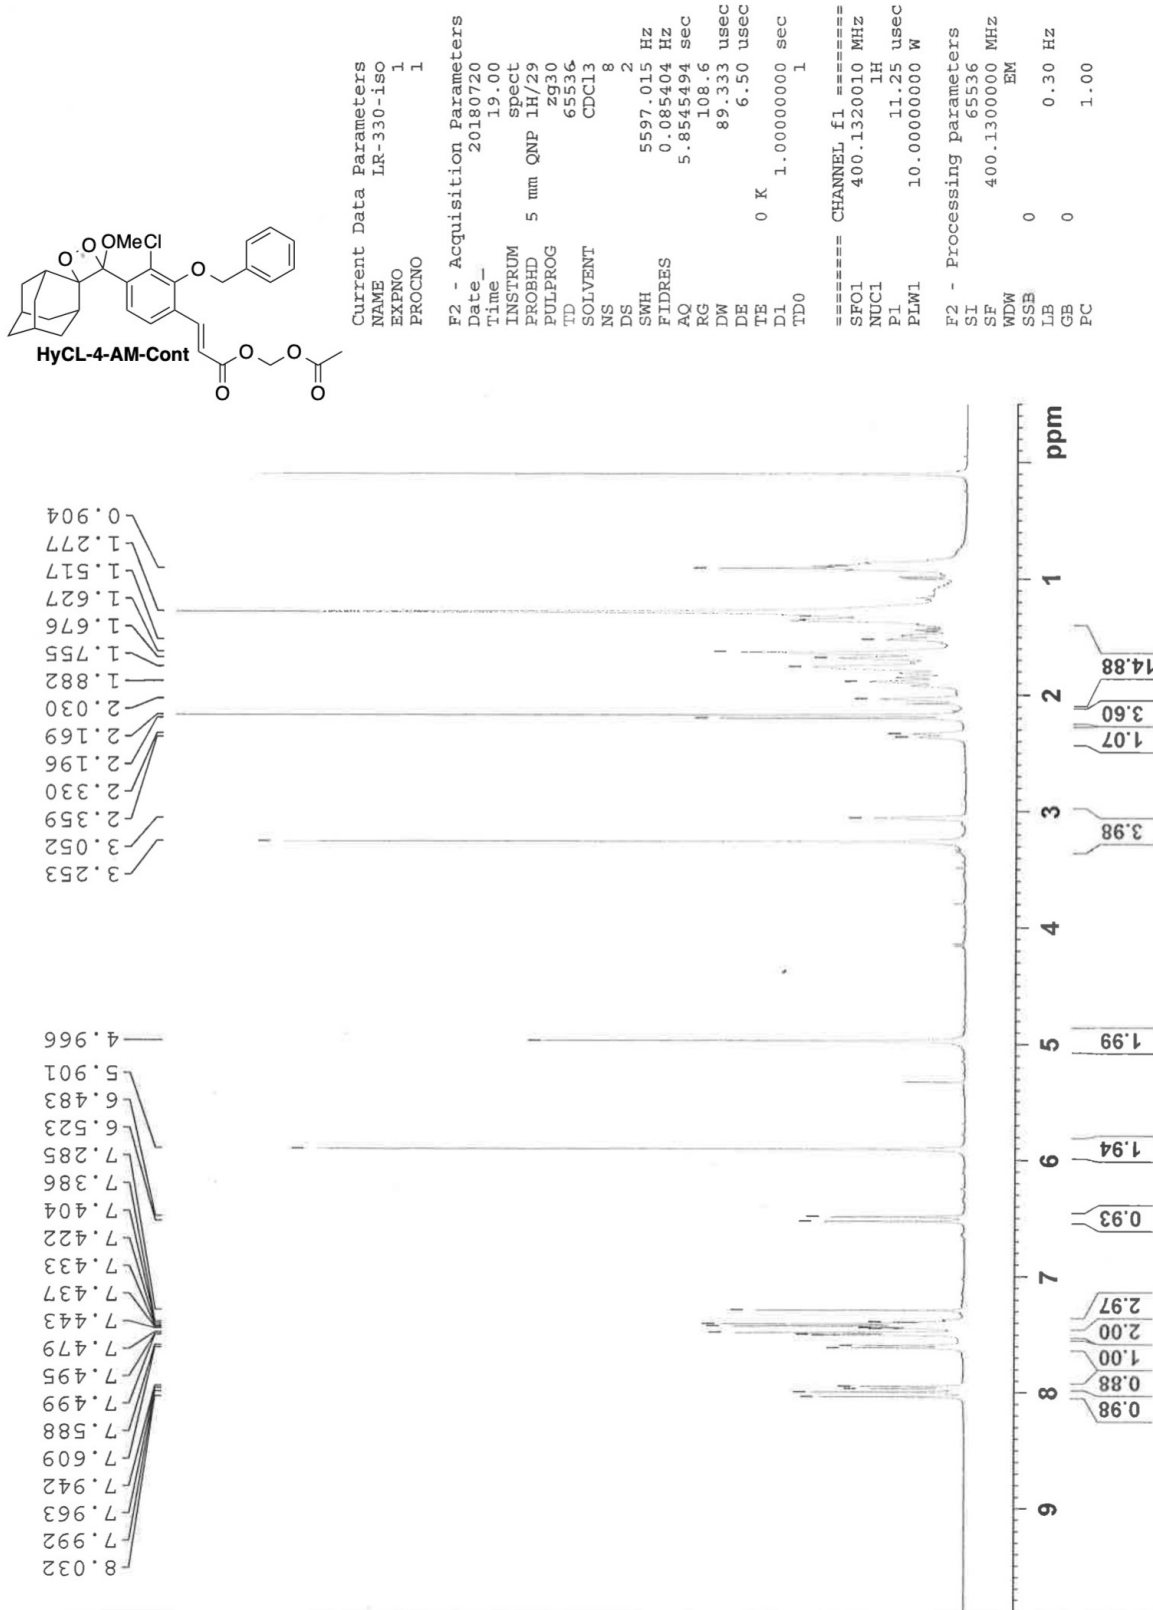 OMe
Cl
O
O
O
HyCL-4-AM-Cont
O
O
O
O
Current Data Parameters
NAME LR-330-iso
EXPNO 1
PROCNO 1
F2 - Acquisition Parameters
Date_ 20180720
Time 19.00
INSTRUM spect
PROBHD 5 mm QNP 1H/29
PULPROG zg30
TD 65536
SOLVENT CDCl3
NS 8
DS 2
SWH 5597.015 Hz
FIDRES 0.085404 Hz
AQ 5.8545494 sec
RG 108.6
DW 89.333 usec
DE 6.50 usec
TE 0 K
D1 1.00000000 sec
TD0 1
======== CHANNEL f1 ========
SFO1 400.1320010 MHz
NUC1 1H
P1 11.25 usec
PLW1 10.00000000 W
F2 - Processing parameters
SI 65536
SF 400.1300000 MHz
WDW EM
SSB 0
LB 0.30 Hz
GB 0
PC 1.00
0.904
1.277
1.517
1.627
1.676
1.755
1.882
2.030
2.169
2.196
2.330
2.359
3.052
3.253
4.966
5.901
6.483
6.523
7.285
7.386
7.404
7.422
7.433
7.437
7.443
7.479
7.495
7.499
7.588
7.609
7.942
7.963
7.992
8.032
ppm
1
2
3
4
5
6
7
8
9
14.88
3.60
1.07
3.98
1.99
1.94
0.93
2.97
2.00
1.00
0.88
0.98